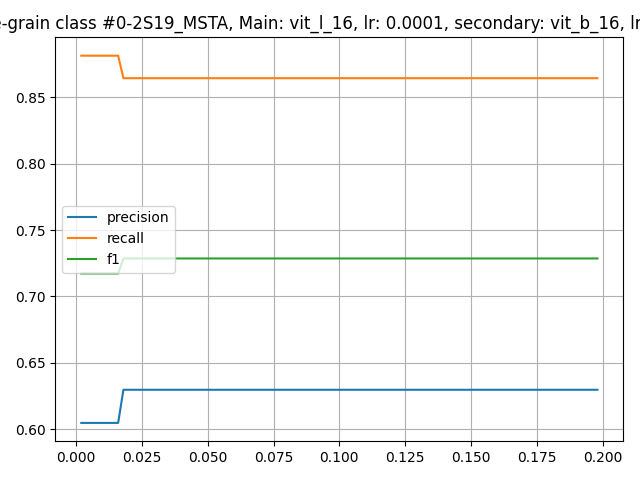 -grain class #0-2S19_MSTA, Main: vit_l_16, lr: 0.0001, secondary: vit_b_16, lr
0.85
0.80
0.75
0.70
0.65
0.60
precision
recall
f1
0.000 0.025 0.050 0.075 0.100 0.125 0.150 0.175 0.200